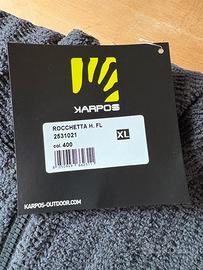 KARPOS
ROCCHETTA H. FL
2531021
col. 400
XL
KARPOS-OUTDOOR.COM